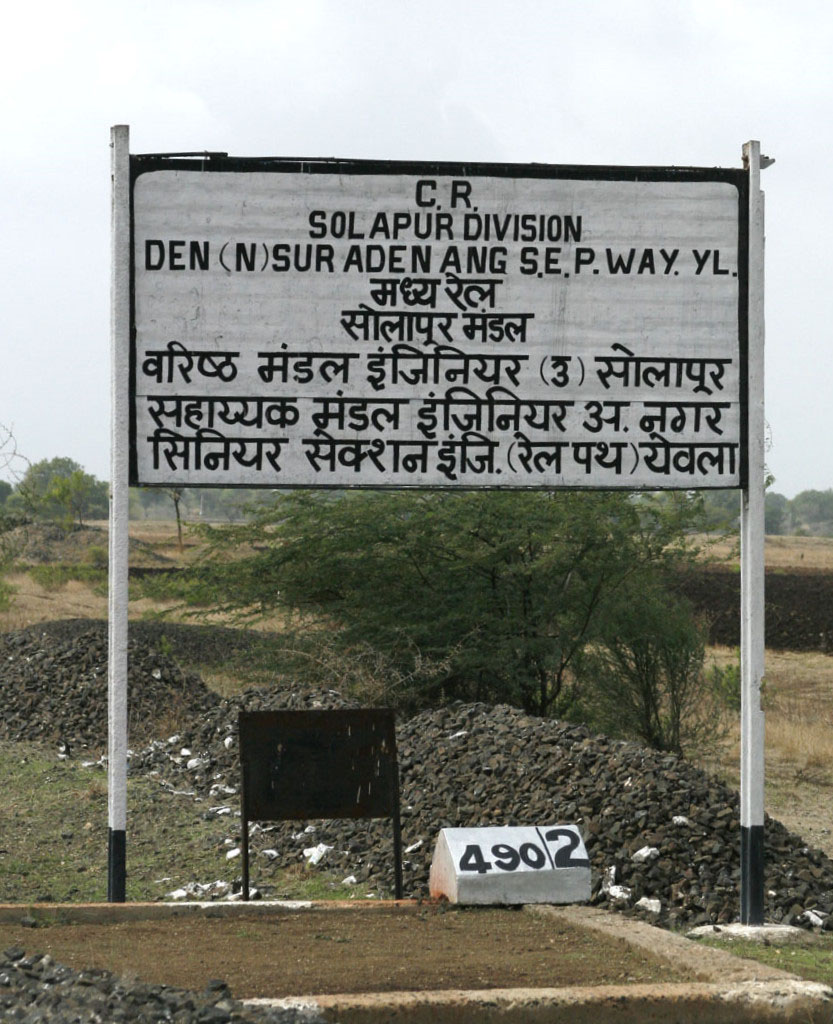 C. R.
SOLAPUR DIVISION
DEN (N) SUR ADEN ANG S.E.P. WAY. YL.
मध्य रेल
सोलापूर मंडल
वरिष्ठ मंडल इंजिनियर (उ) सोलापूर
सहाय्यक मंडल इंजिनियर अ. नगर
सिनियर सेक्शन इंजि. (रेल पथ) येवला
490/2